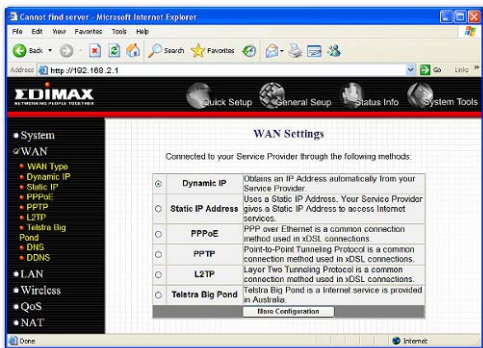 Cannot find server - Microsoft Internet Explorer
File Edit View Favorites Tools Help
Back Search Favorites
Address http://192.168.2.1 Go Links
EDIMAX
NETWORKING PEOPLE TOGETHER
Quick Setup General Seup Status Info System Tools
System
WAN
WAN Type
Dynamic IP
Static IP
PPPoE
PPTP
L2TP
Telstra Big
Pond
DNS
DDNS
LAN
Wireless
QoS
NAT
WAN Settings
Connected to your Service Provider through the following methods:
Dynamic IP Obtains an IP Address automatically from your
Service Provider.
Static IP Address Uses a Static IP Address. Your Service Provider
gives a Static IP Address to access Internet
services.
PPPoE PPP over Ethernet is a common connection
method used in xDSL connections.
PPTP Point-to-Point Tunneling Protocol is a common
connection method used in xDSL connections.
L2TP Layer Two Tunneling Protocol is a common
connection method used in xDSL connections.
Telstra Big Pond Telstra Big Pond is a Internet service is provided
in Australia.
More Configuration
Done Internet